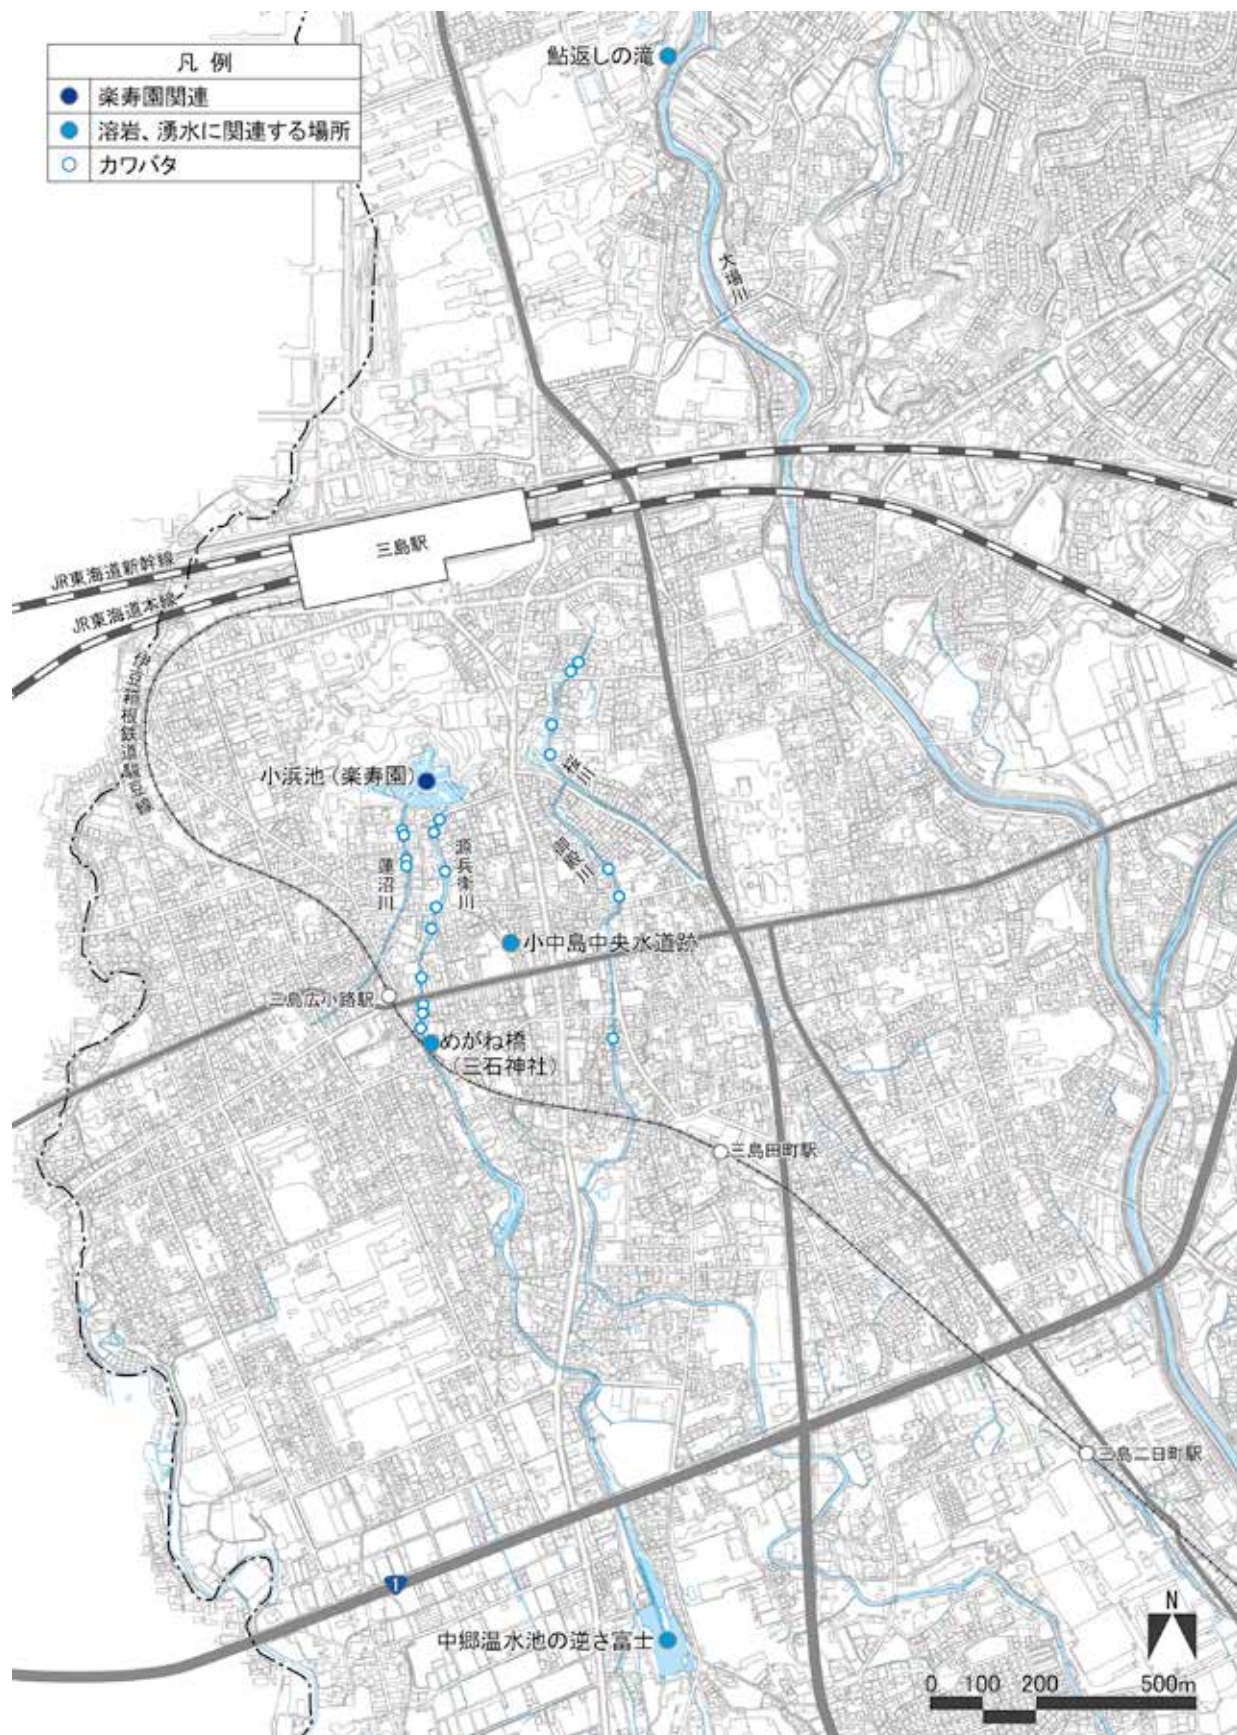 凡例
楽寿園関連
溶岩、湧水に関連する場所
カワバタ
鮎返しの滝
大場川
三島駅
JR東海道新幹線
JR東海道本線
伊豆箱根鉄道駿豆線
小浜池（楽寿園）
桜川
御殿川
源兵衛川
蓮沼川
小中島中央水道跡
三島広小路駅
めがね橋
（三石神社）
三島田町駅
三島二日町駅
1
中郷温水池の逆さ富士
N
0 100 200 500m